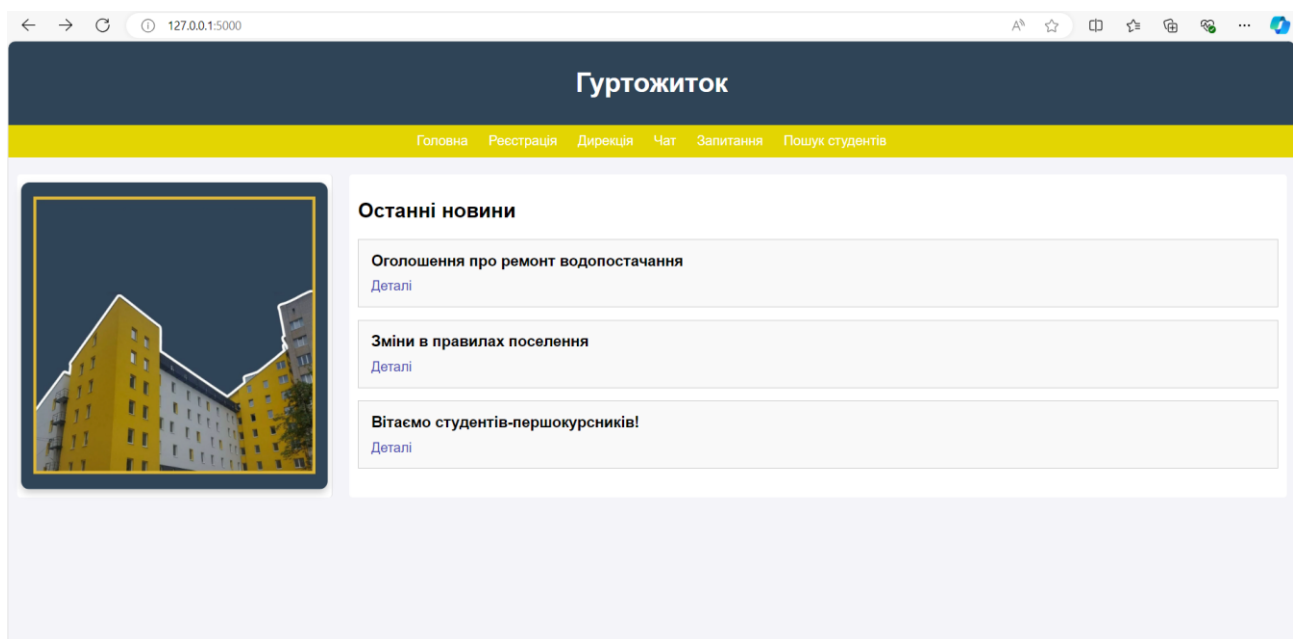 127.0.0.1:5000
Гуртожиток
Головна Реєстрація Дирекція Чат Запитання Пошук студентів
Останні новини
Оголошення про ремонт водопостачання
Деталі
Зміни в правилах поселення
Деталі
Вітаємо студентів-першокурсників!
Деталі